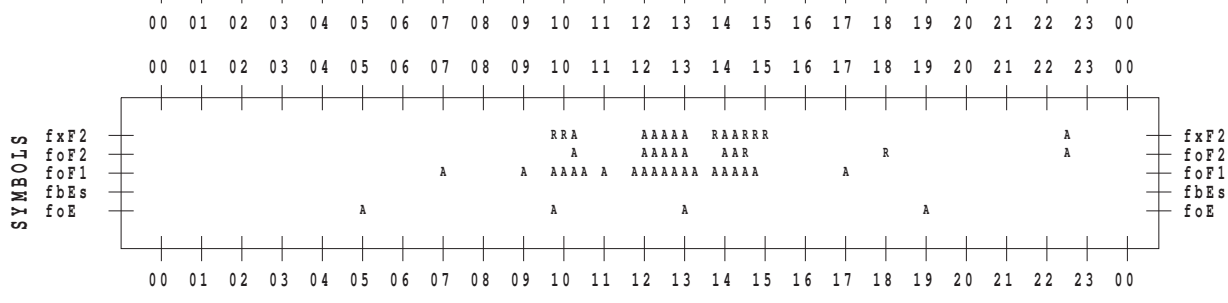 00 01 02 03 04 05 06 07 08 09 10 11 12 13 14 15 16 17 18 19 20 21 22 23 00
00 01 02 03 04 05 06 07 08 09 10 11 12 13 14 15 16 17 18 19 20 21 22 23 00
SYMBOLS
fxF2 RRA AAAAA RAARRR A fxF2
foF2 A AAAAA AAR R A foF2
foF1 A A AAAA A AAAAAAA AAAAA A foF1
fbEs fbEs
foE A A A A foE
00 01 02 03 04 05 06 07 08 09 10 11 12 13 14 15 16 17 18 19 20 21 22 23 00